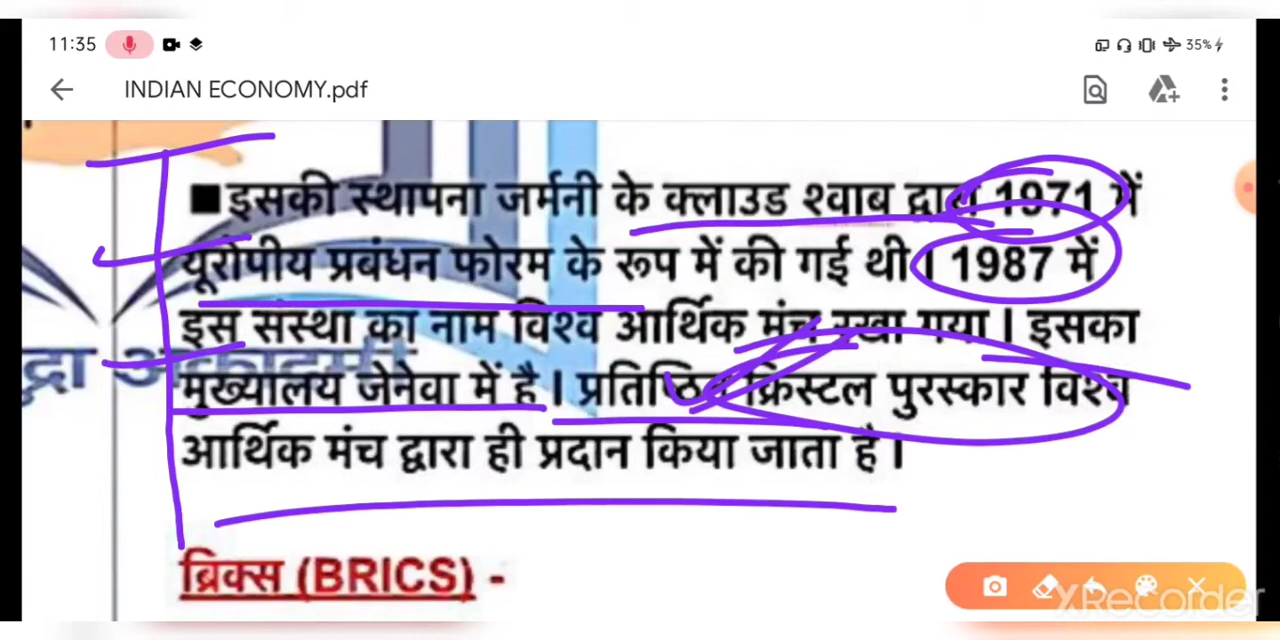 11:35
35%
INDIAN ECONOMY.pdf
■इसकी स्थापना जर्मनी के क्लाउड श्वाब द्वारा 1971 में
यूरोपीय प्रबंधन फोरम के रूप में की गई थी। 1987 में
इस संस्था का नाम विश्व आर्थिक मंच रखा गया। इसका
मुख्यालय जेनेवा में है। प्रतिष्ठित क्रिस्टल पुरस्कार विश्व
आर्थिक मंच द्वारा ही प्रदान किया जाता है।
ब्रिक्स (BRICS) -
XRecorder